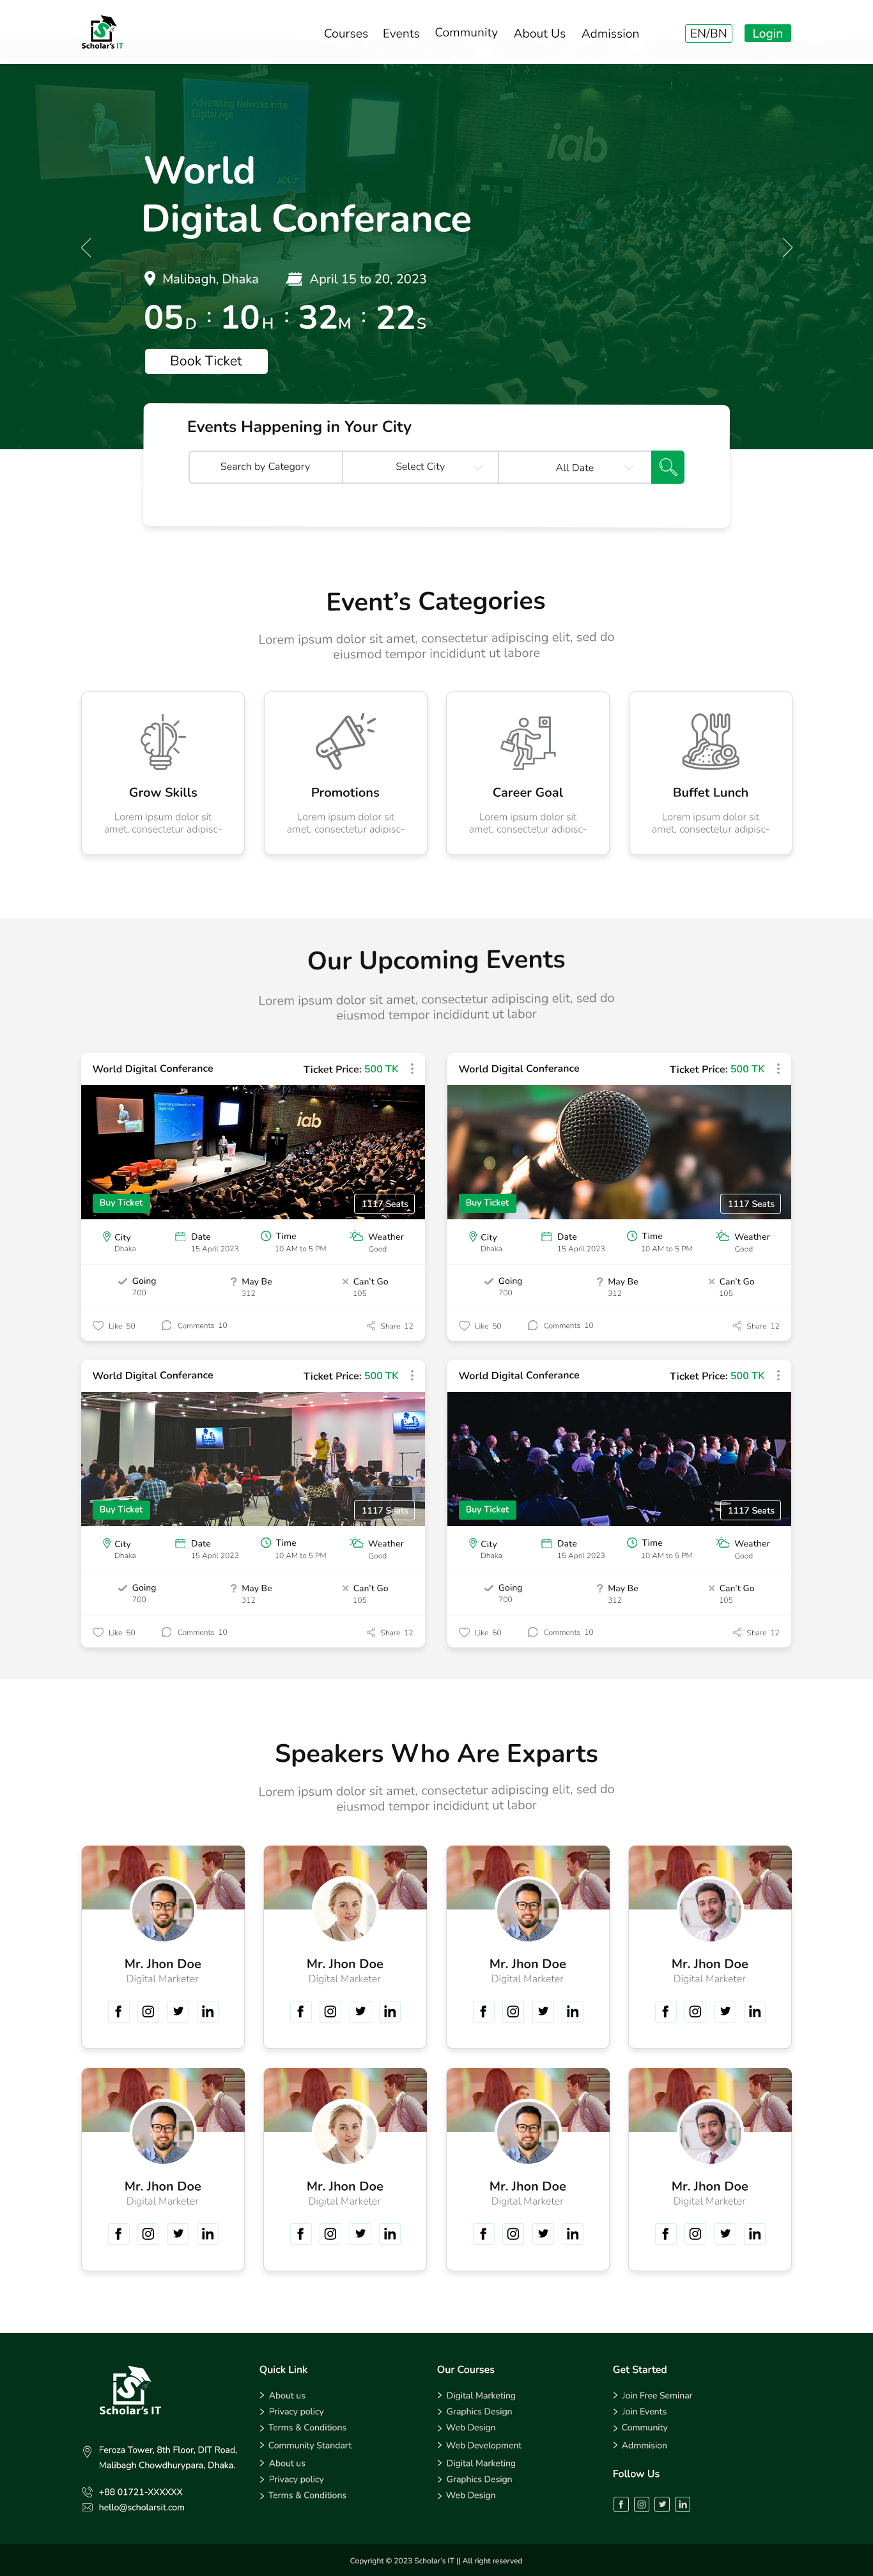 Scholar's IT
Courses Events Community About Us Admission EN/BN Login
Advertising Networks in the
Digital Age
AOL
iab
World
Digital Conferance
Malibagh, Dhaka April 15 to 20, 2023
05D : 10H : 32M : 22S
Book Ticket
Events Happening in Your City
Search by Category Select City All Date
Event's Categories
Lorem ipsum dolor sit amet, consectetur adipiscing elit, sed do
eiusmod tempor incididunt ut labore
Grow Skills
Lorem ipsum dolor sit
amet, consectetur adipisc-
Promotions
Lorem ipsum dolor sit
amet, consectetur adipisc-
Career Goal
Lorem ipsum dolor sit
amet, consectetur adipisc-
Buffet Lunch
Lorem ipsum dolor sit
amet, consectetur adipisc-
Our Upcoming Events
Lorem ipsum dolor sit amet, consectetur adipiscing elit, sed do
eiusmod tempor incididunt ut labor
World Digital Conferance Ticket Price: 500 TK
iab
Buy Ticket 1117 Seats
City Date Time Weather
Dhaka 15 April 2023 10 AM to 5 PM Good
Going May Be Can't Go
700 312 105
Like 50 Comments 10 Share 12
World Digital Conferance Ticket Price: 500 TK
Buy Ticket 1117 Seats
City Date Time Weather
Dhaka 15 April 2023 10 AM to 5 PM Good
Going May Be Can't Go
700 312 105
Like 50 Comments 10 Share 12
World Digital Conferance Ticket Price: 500 TK
Buy Ticket 1117 Seats
City Date Time Weather
Dhaka 15 April 2023 10 AM to 5 PM Good
Going May Be Can't Go
700 312 105
Like 50 Comments 10 Share 12
World Digital Conferance Ticket Price: 500 TK
Buy Ticket 1117 Seats
City Date Time Weather
Dhaka 15 April 2023 10 AM to 5 PM Good
Going May Be Can't Go
700 312 105
Like 50 Comments 10 Share 12
Speakers Who Are Exparts
Lorem ipsum dolor sit amet, consectetur adipiscing elit, sed do
eiusmod tempor incididunt ut labor
Mr. Jhon Doe
Digital Marketer
Mr. Jhon Doe
Digital Marketer
Mr. Jhon Doe
Digital Marketer
Mr. Jhon Doe
Digital Marketer
Mr. Jhon Doe
Digital Marketer
Mr. Jhon Doe
Digital Marketer
Mr. Jhon Doe
Digital Marketer
Mr. Jhon Doe
Digital Marketer
Scholar's IT
Feroza Tower, 8th Floor, DIT Road,
Malibagh Chowdhurypara, Dhaka.
+88 01721-XXXXXX
hello@scholarsit.com
Quick Link
About us
Privacy policy
Terms & Conditions
Community Standart
About us
Privacy policy
Terms & Conditions
Our Courses
Digital Marketing
Graphics Design
Web Design
Web Development
Digital Marketing
Graphics Design
Web Design
Get Started
Join Free Seminar
Join Events
Community
Admmision
Follow Us
Copyright © 2023 Scholar's IT || All right reserved